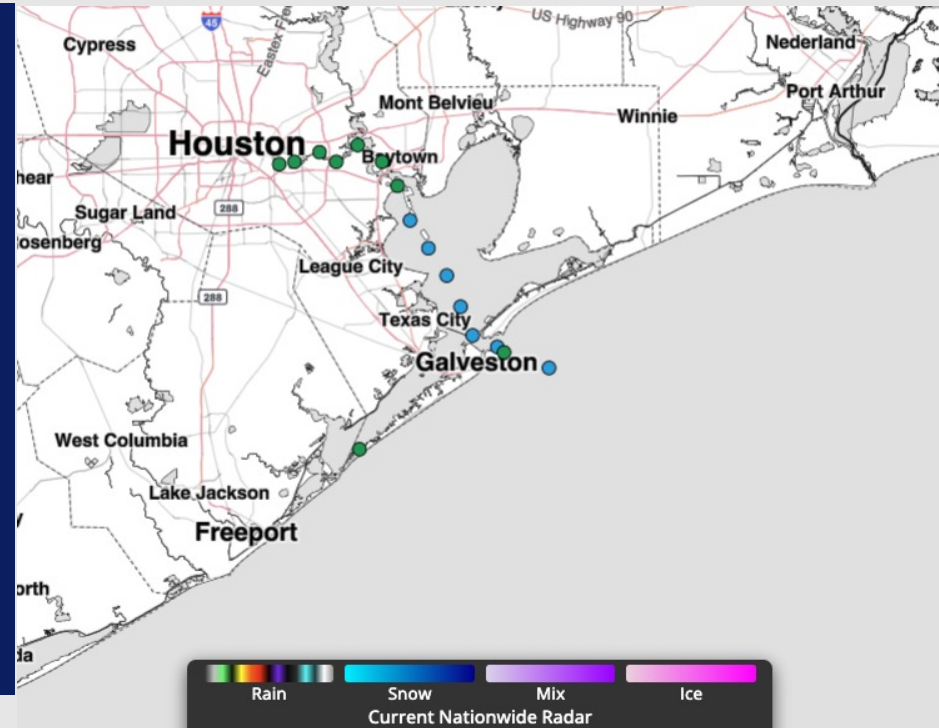 US Highway 90
45
Cypress
Nederland
Port Arthur
Mont Belvieu
Winnie
Houston
Baytown
hear
288
Sugar Land
osenberg
League City
288
Texas City
Galveston
West Columbia
Lake Jackson
Freeport
orth
da
Rain
Snow
Mix
Ice
Current Nationwide Radar